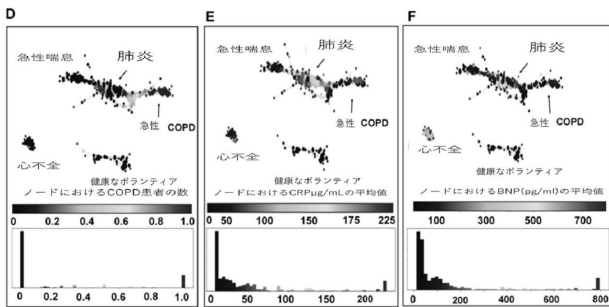 D
急性喘息
肺炎
急性 COPD
心不全
健康なボランティア
ノードにおけるCOPD患者の数
0 0.2 0.4 0.6 0.8 1.0
0 0.2 0.4 0.6 0.8 1.0
E
急性喘息
肺炎
急性 COPD
心不全
健康なボランティア
ノードにおけるCRPμg/mLの平均値
0 50 100 150 175 225
0 50 100 150 200
F
急性喘息
肺炎
急性 COPD
心不全
健康なボランティア
ノードにおけるBNP(pg/ml)の平均値
100 300 500 700
0 200 400 600 800